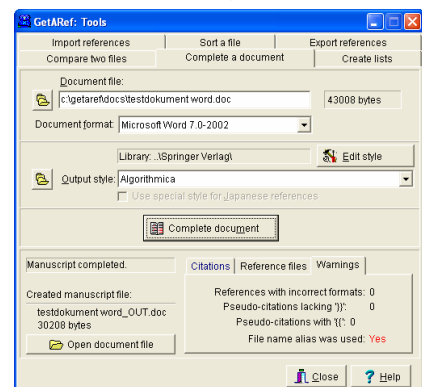 GetARef: Tools
Import references Sort a file Export references
Compare two files Complete a document Create lists
Document file:
c:\getaref\docs\testdokument word.doc 43008 bytes
Document format: Microsoft Word 7.0-2002
Library: ..\Springer Verlag\ Edit style
Output style: Algorithmica
Use special style for Japanese references
Complete document
Manuscript completed. Citations Reference files Warnings
Created manuscript file:
testdokument word_OUT.doc
30208 bytes
Open document file
References with incorrect formats: 0
Pseudo-citations lacking '}}': 0
Pseudo-citations with '{{': 0
File name alias was used: Yes
Close ? Help